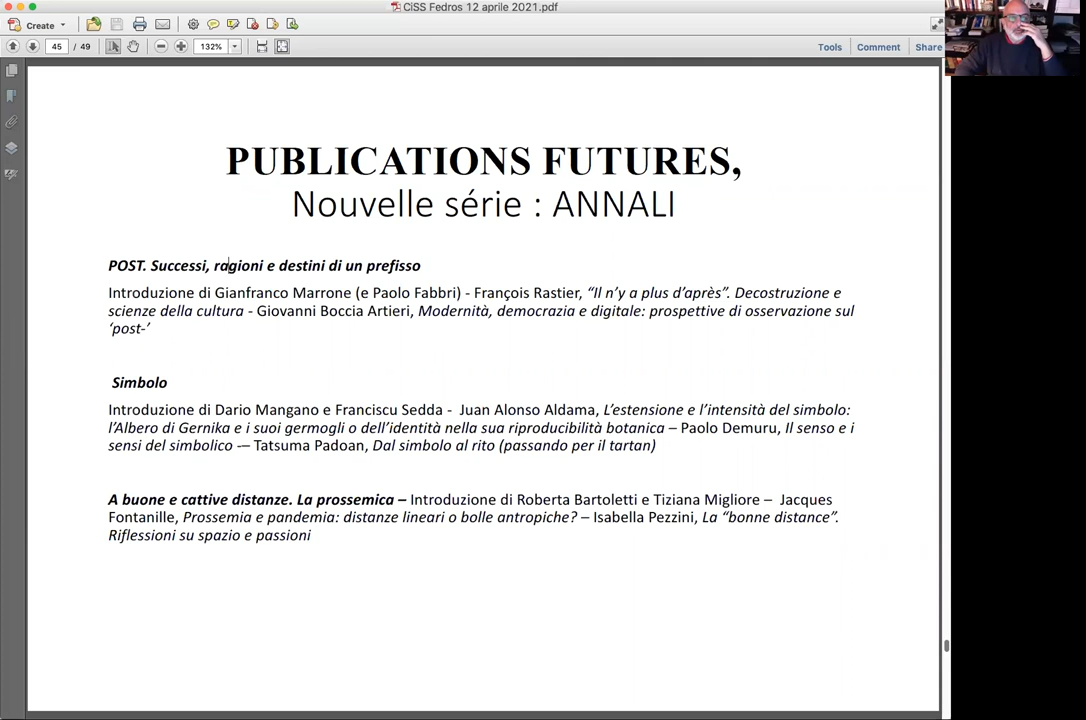 CiSS Fedros 12 aprile 2021.pdf
Create
45 / 49
132%
Tools
Comment
Share
PUBLICATIONS FUTURES,
Nouvelle série : ANNALI
POST. Successi, ragioni e destini di un prefisso
Introduzione di Gianfranco Marrone (e Paolo Fabbri) - François Rastier, “Il n’y a plus d’après”. Decostruzione e
scienze della cultura - Giovanni Boccia Artieri, Modernità, democrazia e digitale: prospettive di osservazione sul
‘post-’
Simbolo
Introduzione di Dario Mangano e Franciscu Sedda - Juan Alonso Aldama, L’estensione e l’intensità del simbolo:
l’Albero di Gernika e i suoi germogli o dell’identità nella sua riproducibilità botanica – Paolo Demuru, Il senso e i
sensi del simbolico -– Tatsuma Padoan, Dal simbolo al rito (passando per il tartan)
A buone e cattive distanze. La prossemica – Introduzione di Roberta Bartoletti e Tiziana Migliore – Jacques
Fontanille, Prossemia e pandemia: distanze lineari o bolle antropiche? – Isabella Pezzini, La “bonne distance”.
Riflessioni su spazio e passioni